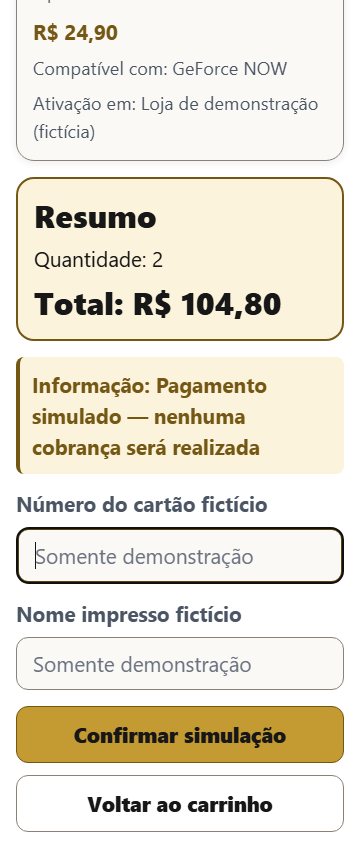 R$ 24,90
Compatível com: GeForce NOW
Ativação em: Loja de demonstração
(fictícia)
Resumo
Quantidade: 2
Total: R$ 104,80
Informação: Pagamento
simulado — nenhuma
cobrança será realizada
Número do cartão fictício
Somente demonstração
Nome impresso fictício
Somente demonstração
Confirmar simulação
Voltar ao carrinho